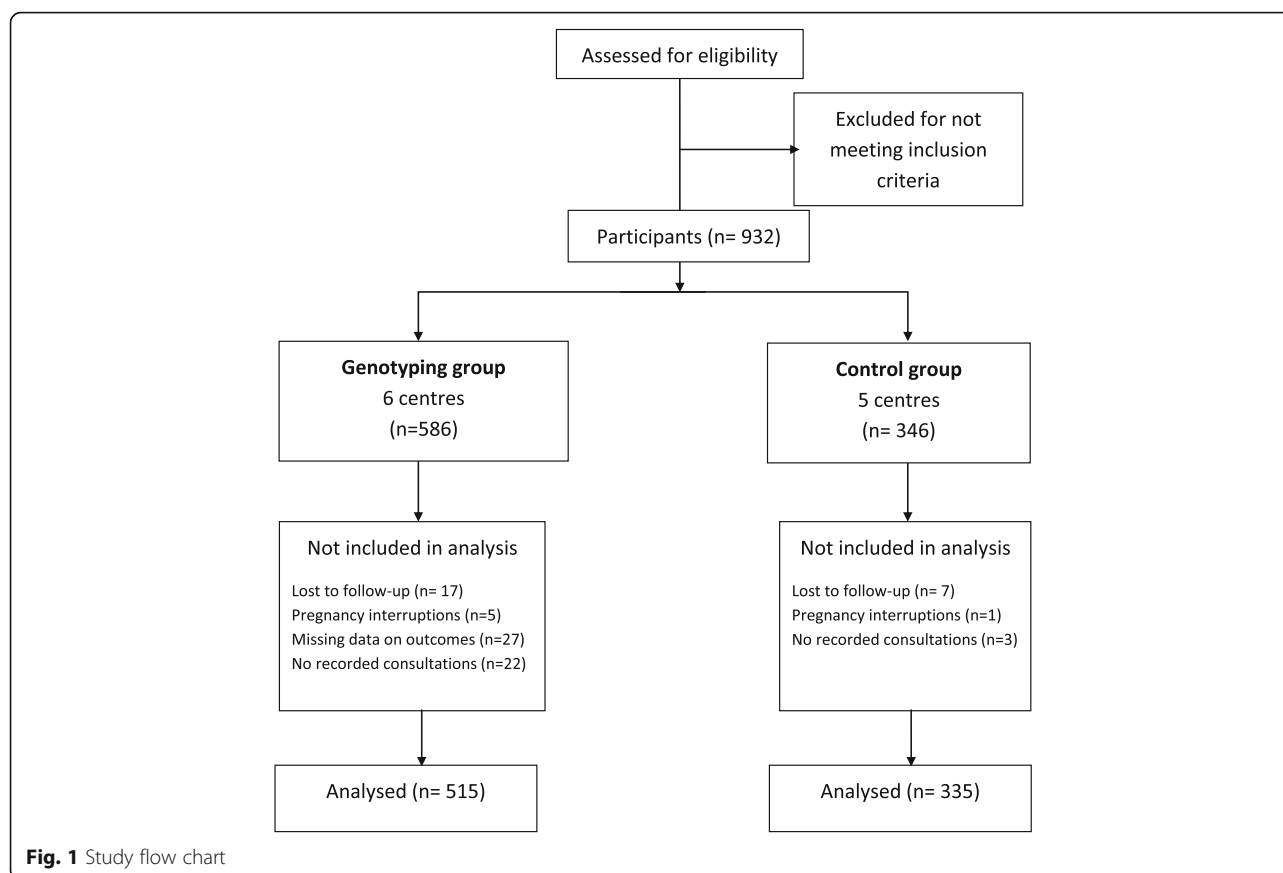 Assessed for eligibility
Excluded for not
meeting inclusion
criteria
Participants (n= 932)
Genotyping group
6 centres
(n=586)
Control group
5 centres
(n= 346)
Not included in analysis
Lost to follow-up (n= 17)
Pregnancy interruptions (n=5)
Missing data on outcomes (n=27)
No recorded consultations (n=22)
Not included in analysis
Lost to follow-up (n= 7)
Pregnancy interruptions (n=1)
No recorded consultations (n=3)
Analysed (n= 515)
Analysed (n= 335)
Fig. 1 Study flow chart